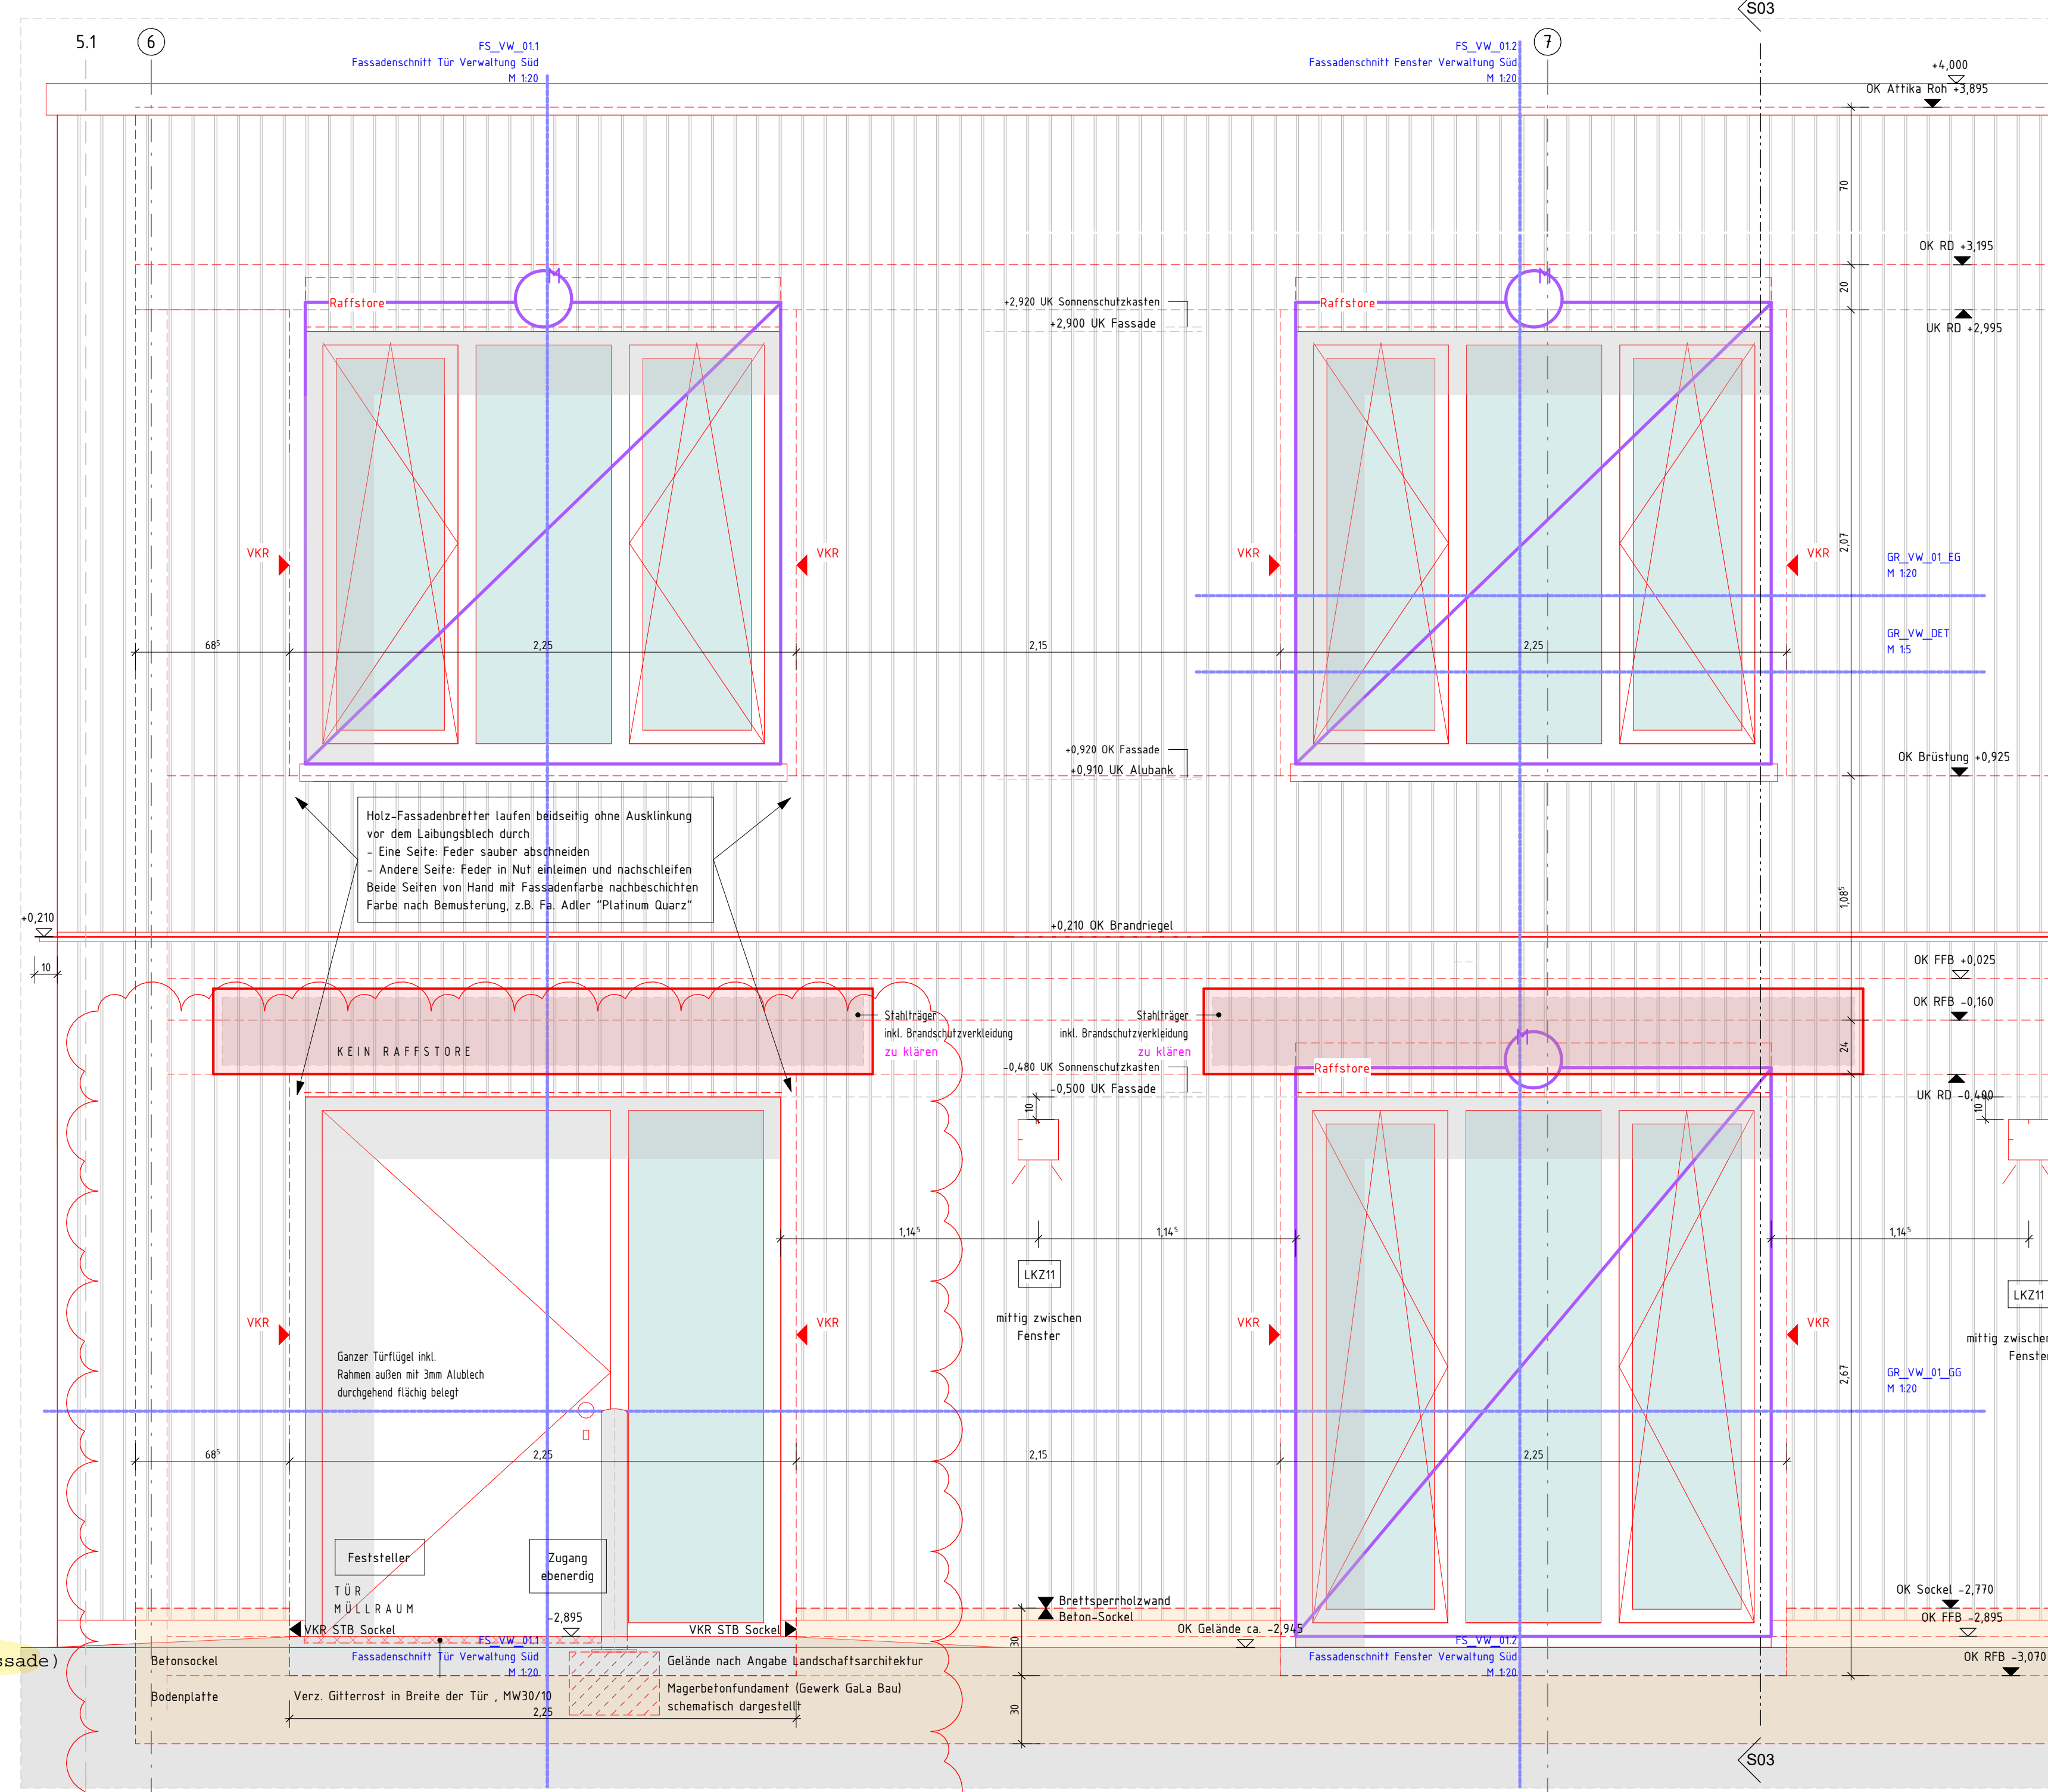 S03
5.1
6
FS_VW_01.1
Fassadenschnitt Tür Verwaltung Süd
M 1:20
FS_VW_01.2
Fassadenschnitt Fenster Verwaltung Süd
M 1:20
7
+4,000
OK Attika Roh +3,895
70
OK RD +3,195
20
UK RD +2,995
M
Raffstore
+2,920 UK Sonnenschutzkasten
+2,900 UK Fassade
M
Raffstore
VKR
VKR
VKR
VKR
2,07
GR_VW_01_EG
M 1:20
GR_VW_DET
M 1:5
68⁵
2,25
2,15
2,25
+0,920 OK Fassade
+0,910 UK Alubank
OK Brüstung +0,925
Holz-Fassadenbretter laufen beidseitig ohne Ausklinkung
vor dem Laibungsblech durch
- Eine Seite: Feder sauber abschneiden
- Andere Seite: Feder in Nut einleimen und nachschleifen
Beide Seiten von Hand mit Fassadenfarbe nachbeschichten
Farbe nach Bemusterung, z.B. Fa. Adler "Platinum Quarz"
1,08⁵
+0,210
+0,210 OK Brandriegel
10
OK FFB +0,025
OK RFB -0,160
Stahlträger
inkl. Brandschutzverkleidung
zu klären
Stahlträger
inkl. Brandschutzverkleidung
zu klären
KEIN RAFFSTORE
M
24
-0,480 UK Sonnenschutzkasten
-0,500 UK Fassade
Raffstore
UK RD -0,400
10
10
1,14⁵
1,14⁵
1,14⁵
LKZ11
LKZ11
mittig zwischen
Fenster
mittig zwischen
Fenster
VKR
VKR
VKR
VKR
Ganzer Türflügel inkl.
Rahmen außen mit 3mm Alublech
durchgehend flächig belegt
2,67
GR_VW_01_GG
M 1:20
68⁵
2,25
2,15
2,25
Feststeller
Zugang
ebenerdig
TÜR
MÜLLRAUM
-2,895
VKR STB Sockel
VKR STB Sockel
Brettsperrholzwand
Beton-Sockel
OK Gelände ca. -2,945
OK Sockel -2,770
OK FFB -2,895
FS_VW_01.1
Fassadenschnitt Tür Verwaltung Süd
M 1:20
30
FS_VW_01.2
Fassadenschnitt Fenster Verwaltung Süd
M 1:20
OK RFB -3,070
ssade)
Betonsockel
Gelände nach Angabe Landschaftsarchitektur
Bodenplatte
Verz. Gitterrost in Breite der Tür , MW30/10
Magerbetonfundament (Gewerk GaLa Bau)
schematisch dargestellt
2,25
30
S03